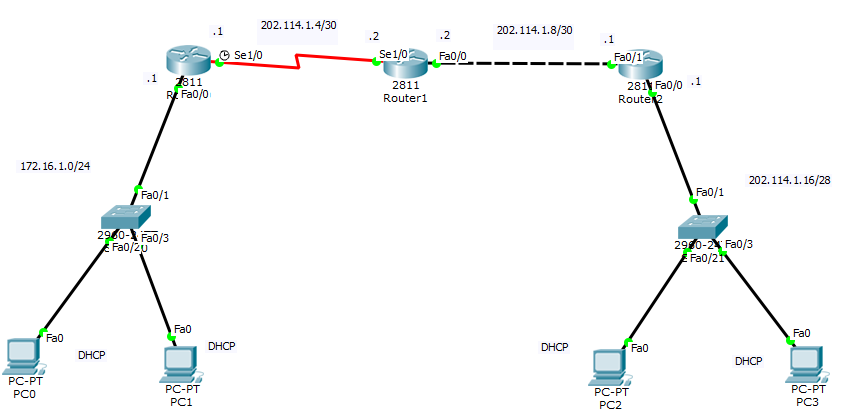 202.114.1.4/30
202.114.1.8/30
.1
.2
.2
.1
Se1/0
Se1/0
Fa0/0
Fa0/1
.1
2811
Fa0/0
2811
Router1
Fa0/0
.1
Router2
172.16.1.0/24
202.114.1.16/28
Fa0/1
Fa0/1
Fa0/3
Fa0/3
Fa0
Fa0
Fa0
Fa0
DHCP
DHCP
DHCP
DHCP
PC-PT
PC0
PC-PT
PC1
PC-PT
PC2
PC-PT
PC3